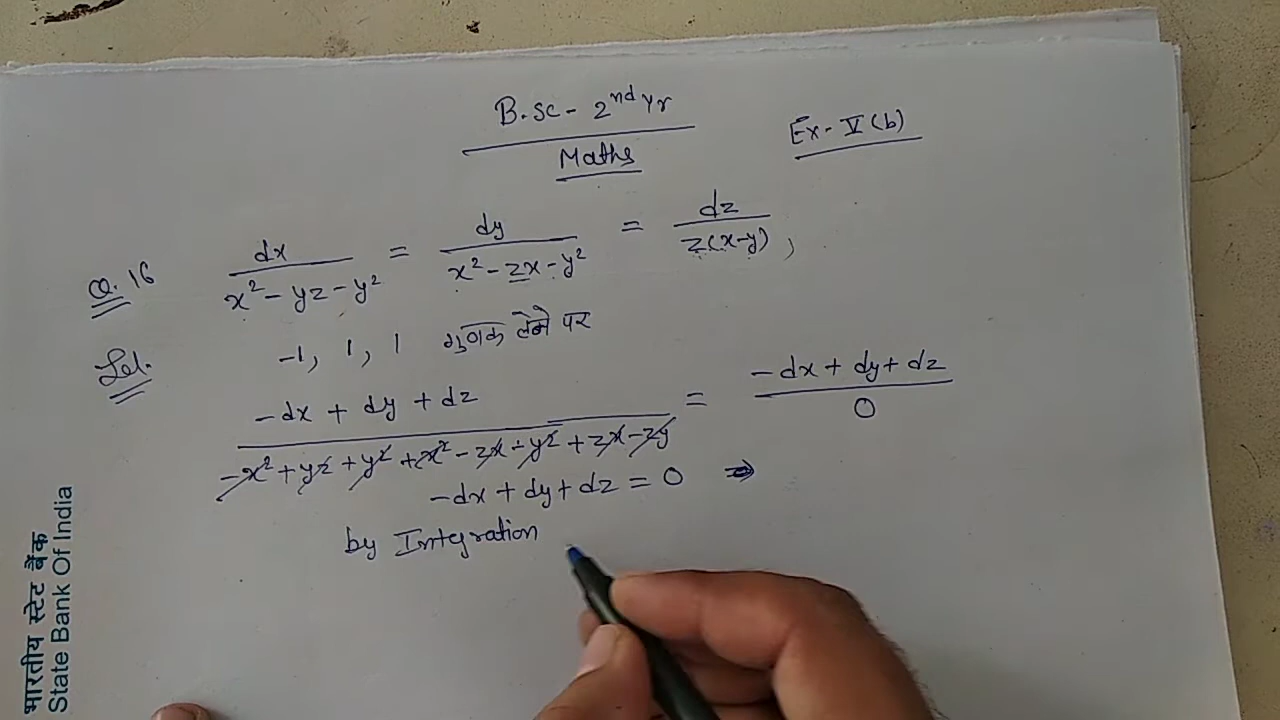 B.sc - 2nd Yr
Maths
Ex - V (b)
Q. 16 dx/(x² - yz - y²) = dy/(x² - zx - y²) = dz/(z(x-y)) ,
Sol. -1, 1, 1 गुणक लेने पर
(-dx + dy + dz)/(-x² + yz + y² + x² - zx - y² + zx - zy) = (-dx + dy + dz)/0
-dx + dy + dz = 0 ⇒
by Integration
भारतीय स्टेट बैंक
State Bank Of India